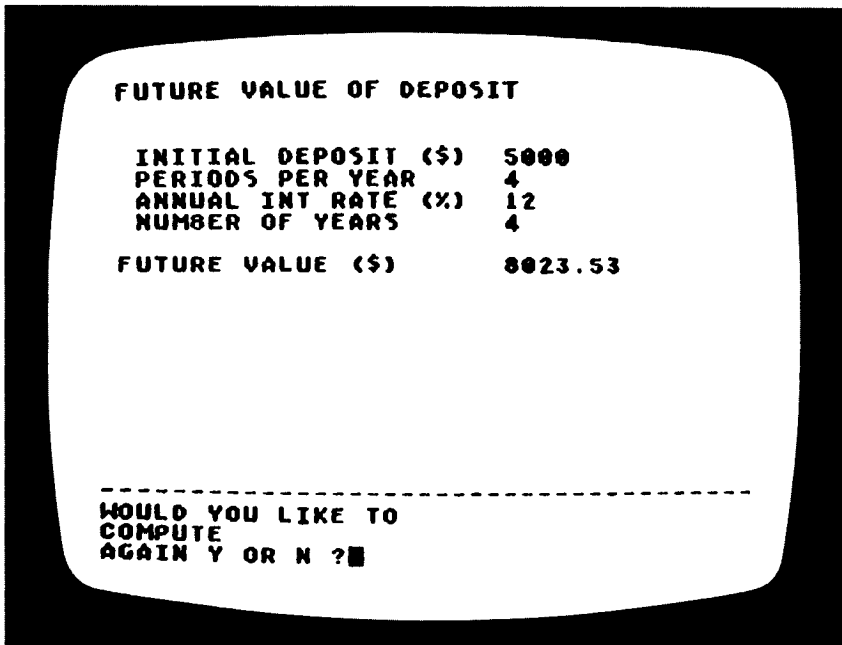 FUTURE VALUE OF DEPOSIT
INITIAL DEPOSIT ($) 5000
PERIODS PER YEAR 4
ANNUAL INT RATE (%) 12
NUMBER OF YEARS 4
FUTURE VALUE ($) 8023.53
WOULD YOU LIKE TO
COMPUTE
AGAIN Y OR N ?